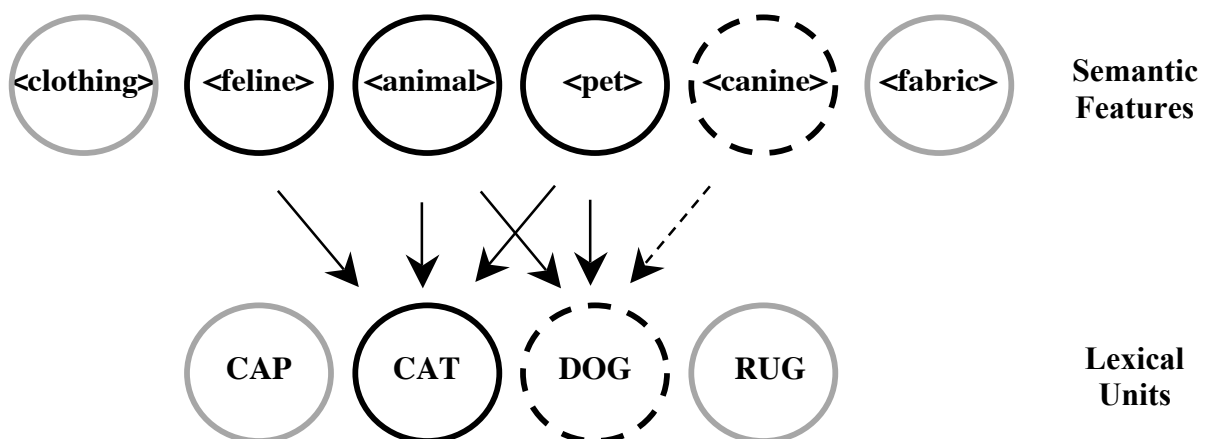 <clothing> <feline> <animal> <pet> <canine> <fabric> Semantic
Features
CAP CAT DOG RUG Lexical
Units